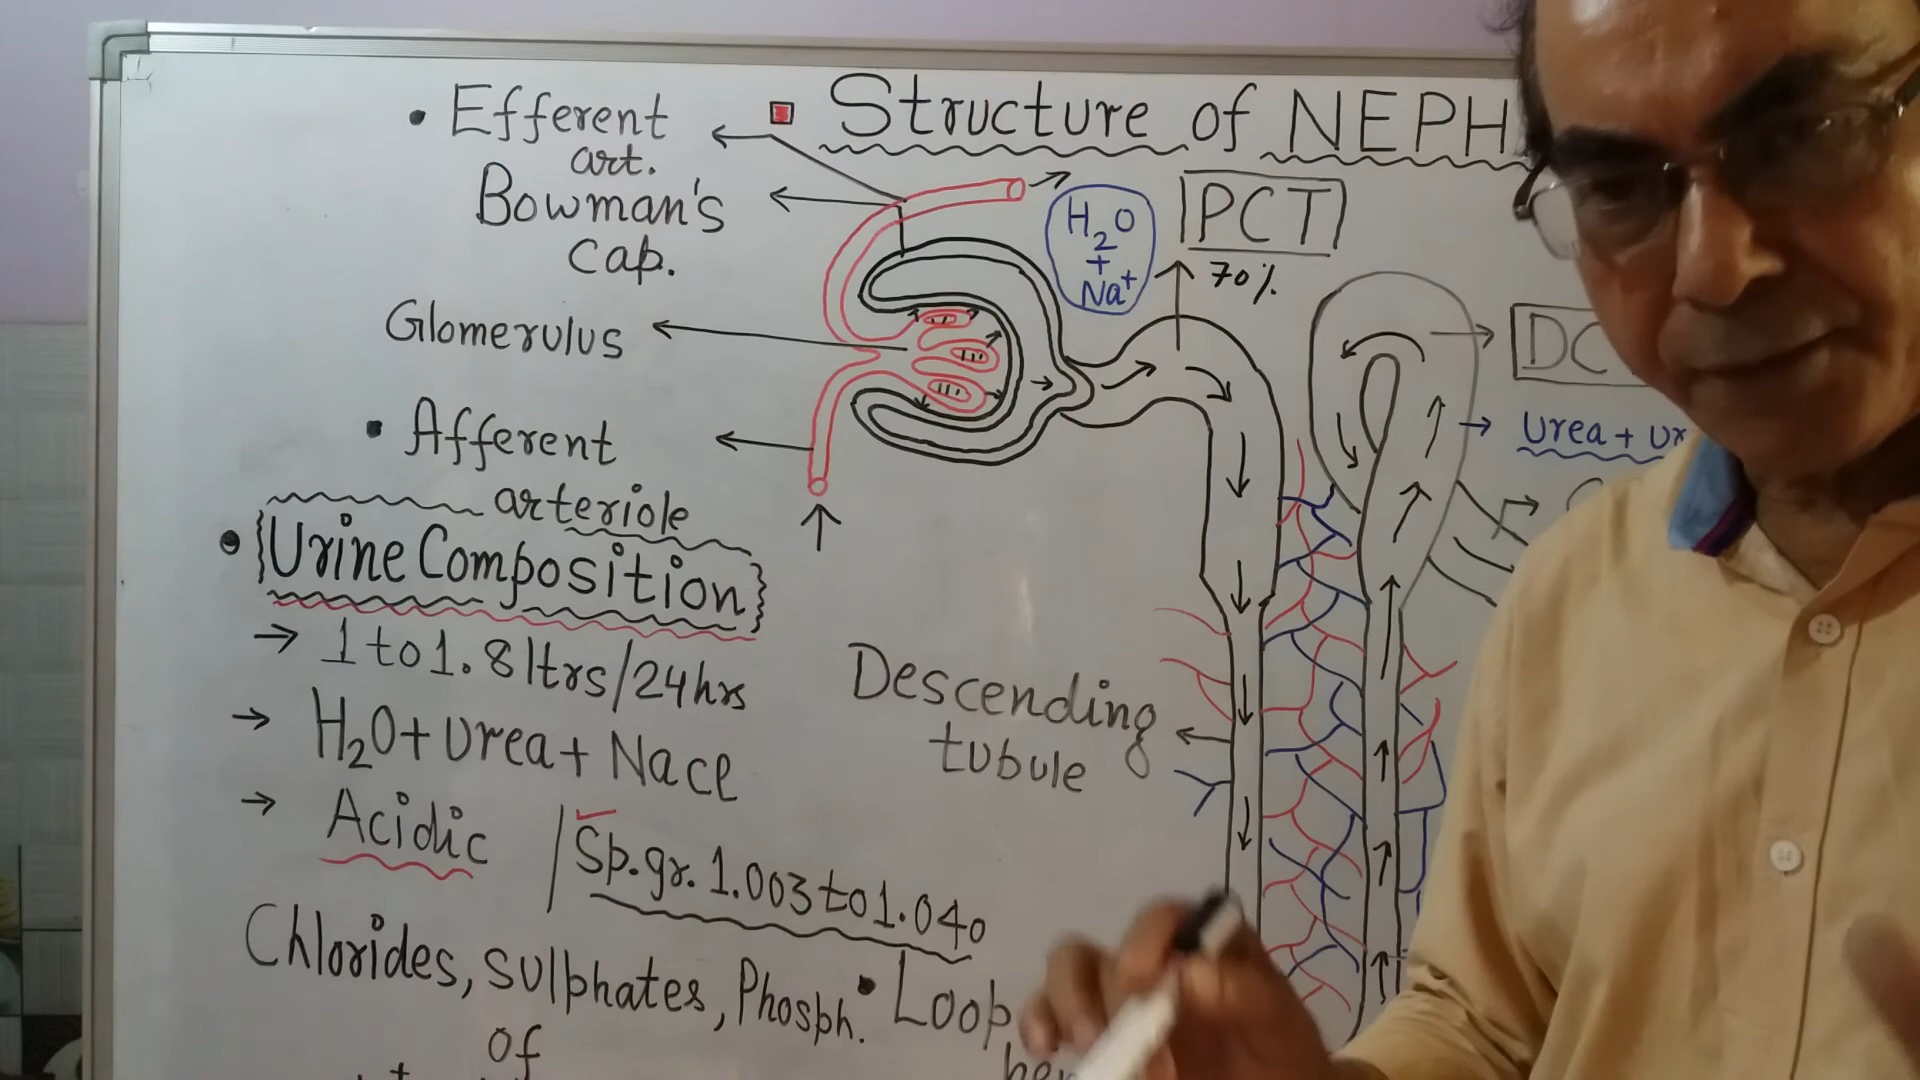 Structure of NEPH
• Efferent
art.
Bowman's
Cap.
Glomerulus
• Afferent
arteriole
H₂O
+
Na⁺
PCT
70%
DC
Urea + Ur
• Urine Composition
→ 1 to 1.8 ltrs/24hrs
→ H₂O + Urea + Nacl
→ Acidic / Sp.gr. 1.003 to 1.040
Chlorides, Sulphates, Phosph.
of
Descending
tubule
• Loop
hen